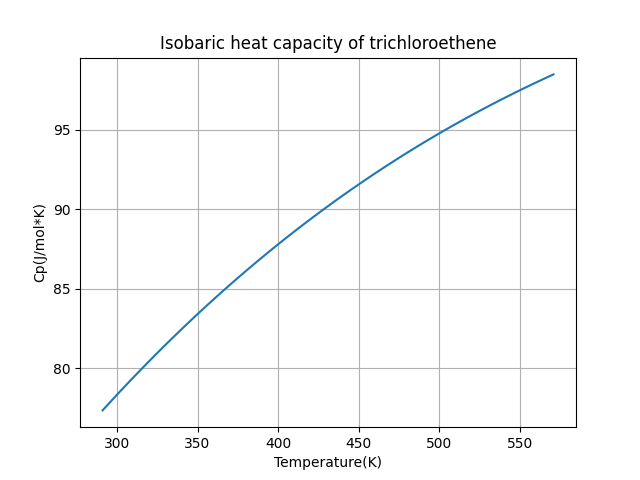 Isobaric heat capacity of trichloroethene
Cp(J/mol*K)
95
90
85
80
300 350 400 450 500 550
Temperature(K)